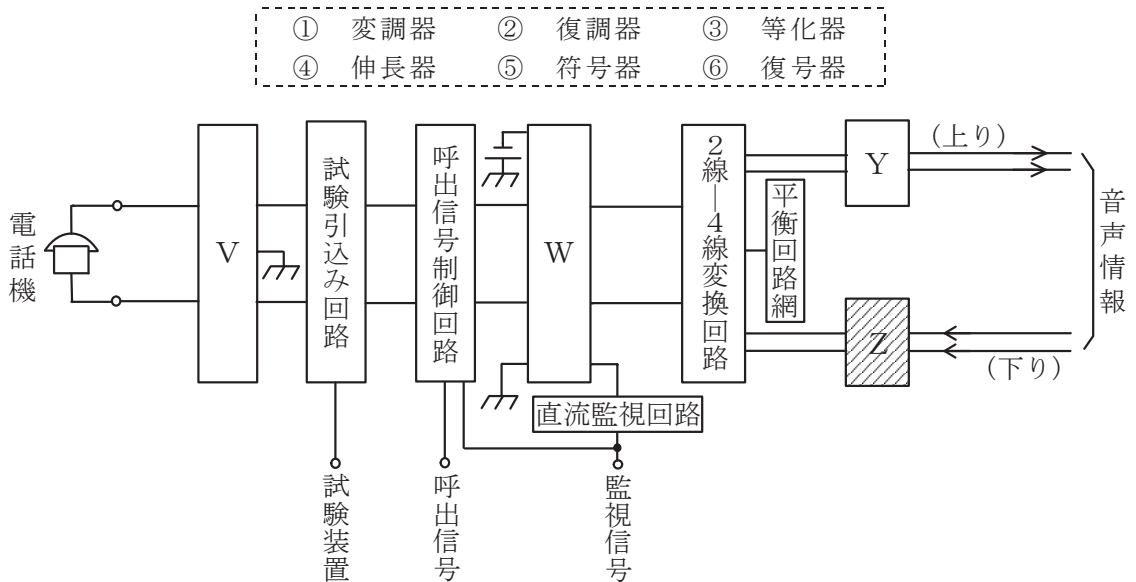 ① 変調器 ② 復調器 ③ 等化器
④ 伸長器 ⑤ 符号器 ⑥ 復号器
電話機
V
試験引込み回路
呼出信号制御回路
W
2線―4線変換回路
平衡回路網
Y
(上り)
Z
(下り)
音声情報
直流監視回路
試験装置
呼出信号
監視信号